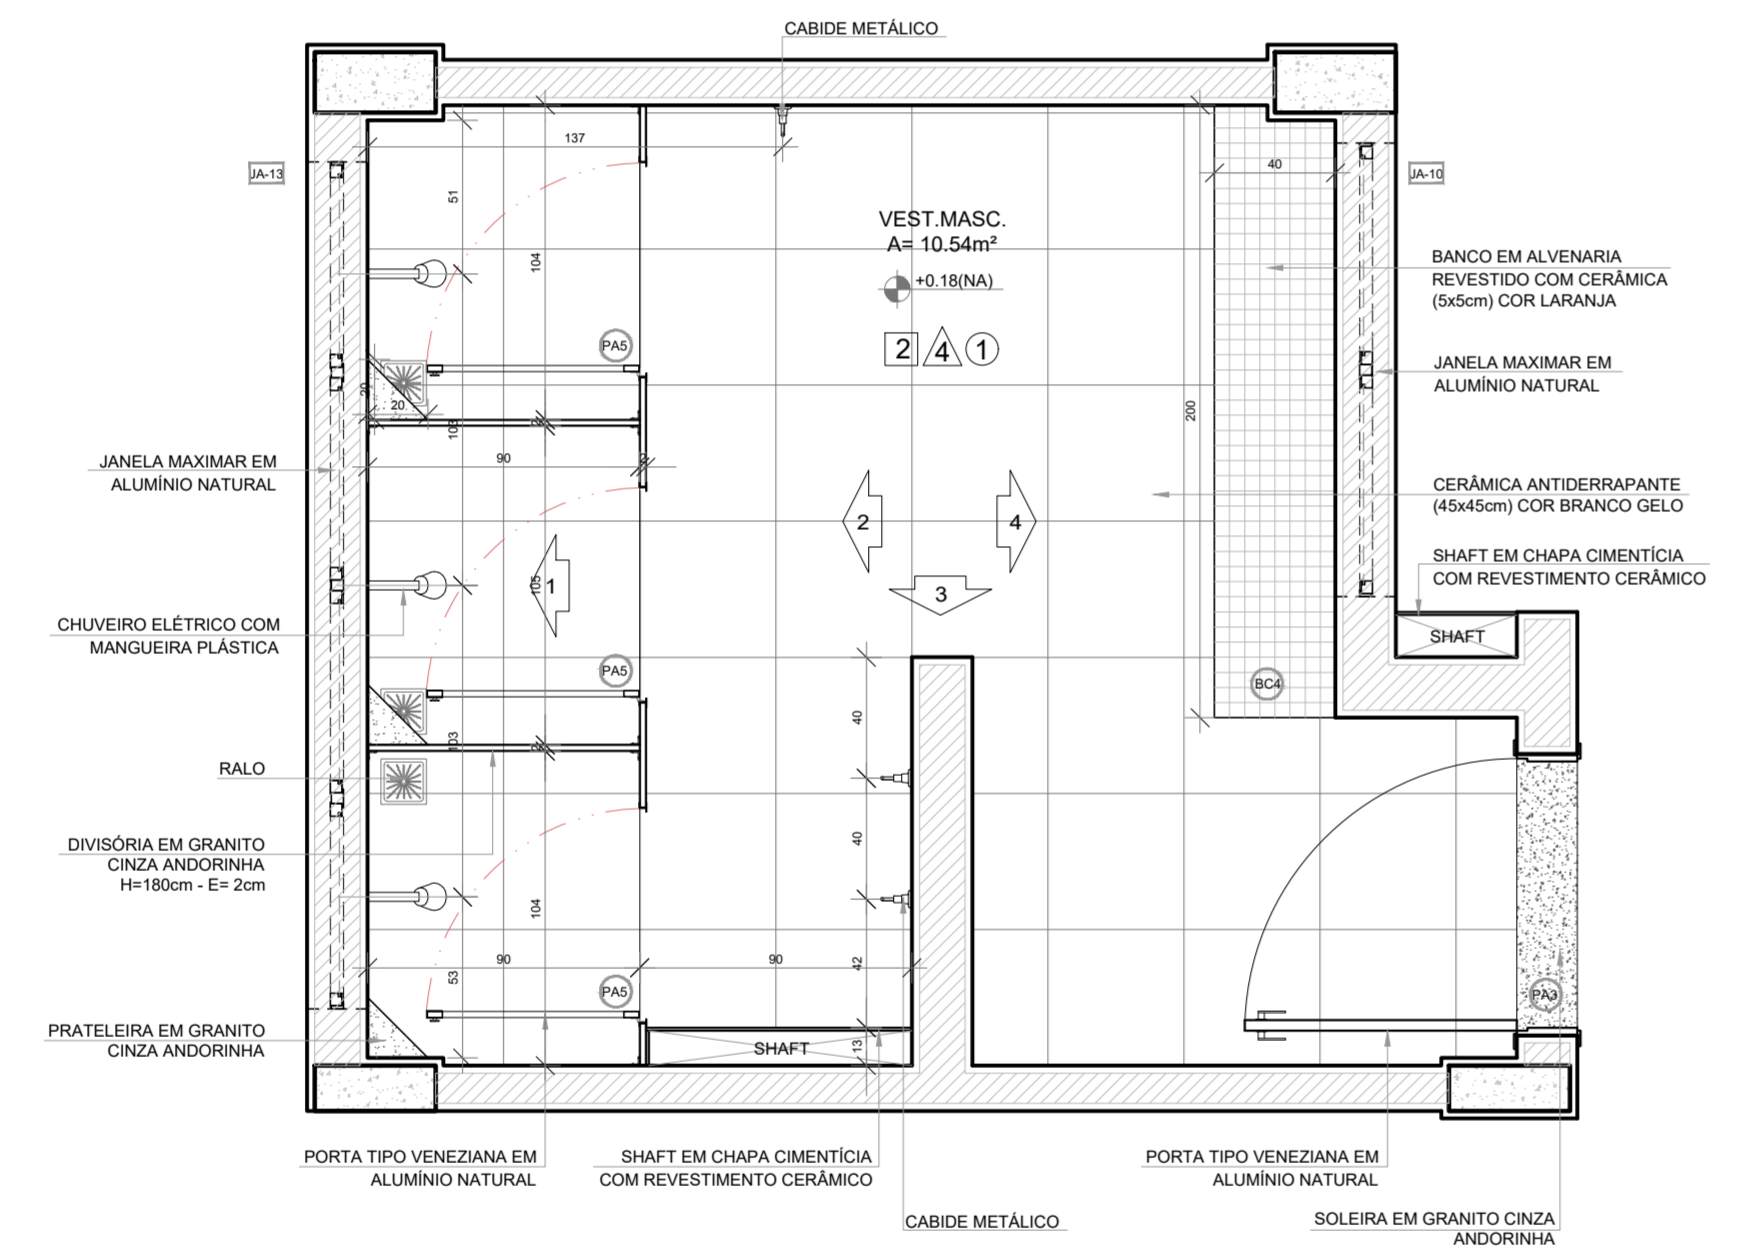 CABIDE METÁLICO
137
JA-13
51
104
40
JA-10
VEST.MASC.
A= 10.54m²
+0.18(NA)
2 4 1
BANCO EM ALVENARIA
REVESTIDO COM CERÂMICA
(5x5cm) COR LARANJA
PA5
JANELA MAXIMAR EM
ALUMÍNIO NATURAL
20
20
200
103
2
90
2
JANELA MAXIMAR EM
ALUMÍNIO NATURAL
CERÂMICA ANTIDERRAPANTE
(45x45cm) COR BRANCO GELO
2
4
SHAFT EM CHAPA CIMENTÍCIA
COM REVESTIMENTO CERÂMICO
105
1
3
CHUVEIRO ELÉTRICO COM
MANGUEIRA PLÁSTICA
SHAFT
PA5
BC4
40
103
2
RALO
40
DIVISÓRIA EM GRANITO
CINZA ANDORINHA
H=180cm - E= 2cm
104
90
90
42
53
PA5
PA3
PRATELEIRA EM GRANITO
CINZA ANDORINHA
SHAFT
13
PORTA TIPO VENEZIANA EM
ALUMÍNIO NATURAL
SHAFT EM CHAPA CIMENTÍCIA
COM REVESTIMENTO CERÂMICO
PORTA TIPO VENEZIANA EM
ALUMÍNIO NATURAL
CABIDE METÁLICO
SOLEIRA EM GRANITO CINZA
ANDORINHA